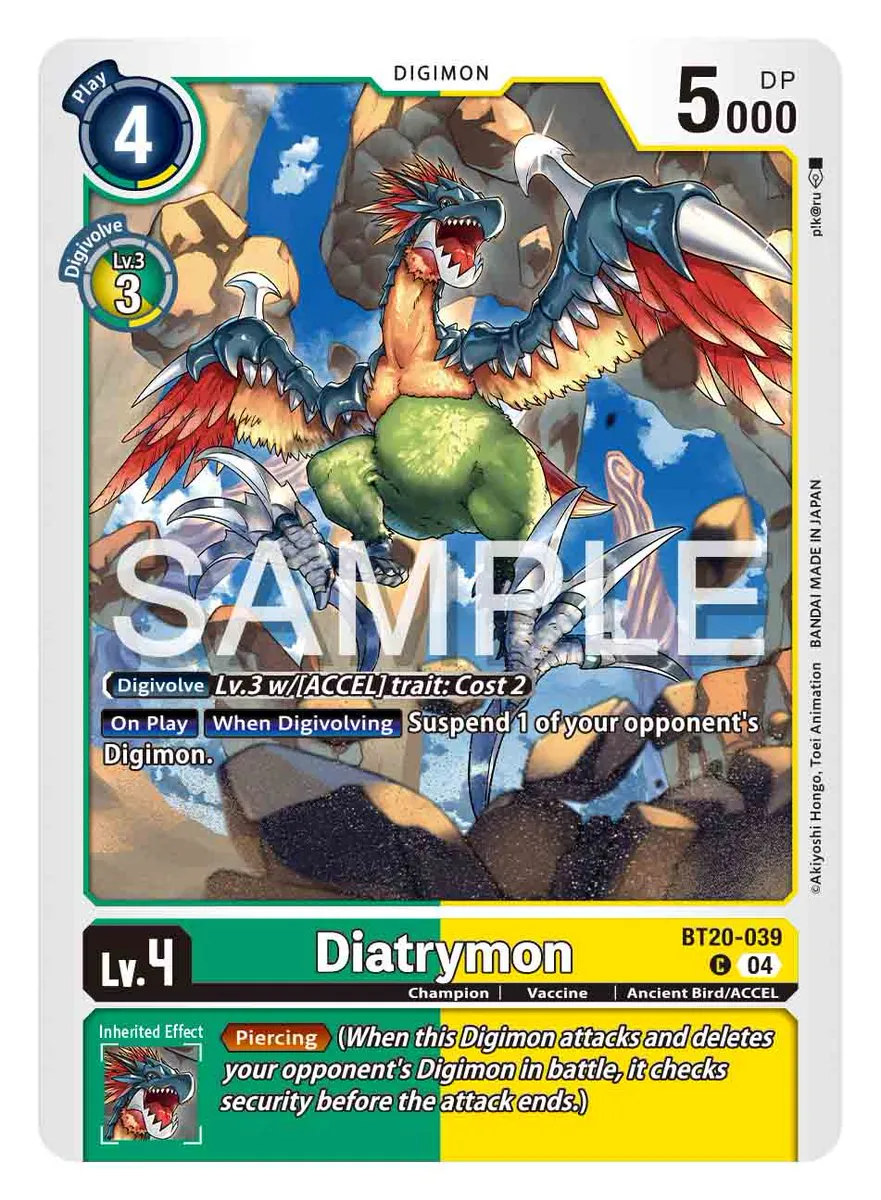 DIGIMON
Play
4
5000
DP
Digivolve
Lv.3
3
p!k@ru
SAMPLE
Digivolve Lv.3 w/[ACCEL] trait: Cost 2
On Play When Digivolving Suspend 1 of your opponent's
Digimon.
©Akiyoshi Hongo, Toei Animation BANDAI MADE IN JAPAN
Lv.4
Diatrymon
BT20-039
C 04
Champion | Vaccine | Ancient Bird/ACCEL
Inherited Effect
Piercing (When this Digimon attacks and deletes
your opponent's Digimon in battle, it checks
security before the attack ends.)